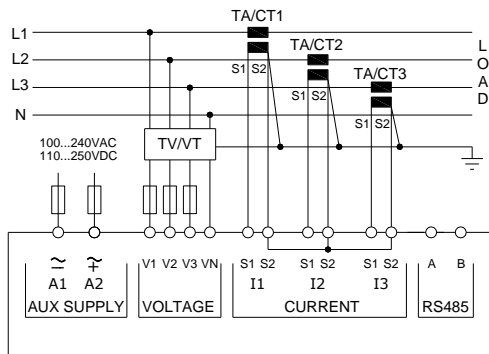 TA/CT1
L1
TA/CT2
L2
S1 S2
TA/CT3
L3
S1 S2
N
S1 S2
LOAD
100...240VAC
110...250VDC
TV/VT
∼ ∼
− +
V1 V2 V3 VN
S1 S2
S1 S2
S1 S2
A B
A1 A2
I1 I2 I3
AUX SUPPLY
VOLTAGE
CURRENT
RS485